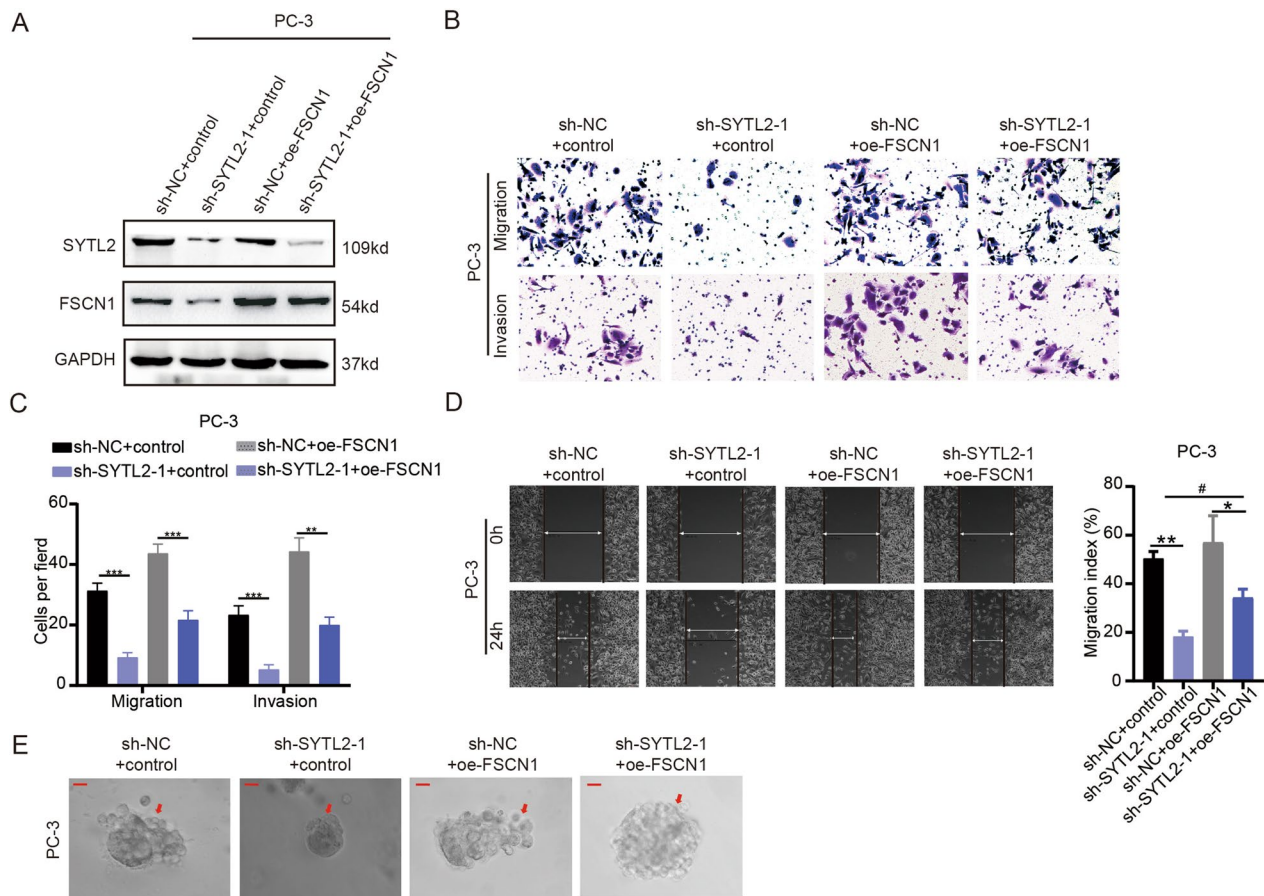 A
PC-3
sh-NC+control
sh-SYTL2-1+control
sh-NC+oe-FSCN1
sh-SYTL2-1+oe-FSCN1
SYTL2
109kd
FSCN1
54kd
GAPDH
37kd
B
sh-NC
+control
sh-SYTL2-1
+control
sh-NC
+oe-FSCN1
sh-SYTL2-1
+oe-FSCN1
PC-3
Migration
Invasion
C
PC-3
sh-NC+control
sh-NC+oe-FSCN1
sh-SYTL2-1+control
sh-SYTL2-1+oe-FSCN1
Cells per fierd
60
40
20
0
***
***
***
**
Migration
Invasion
D
sh-NC
+control
sh-SYTL2-1
+control
sh-NC
+oe-FSCN1
sh-SYTL2-1
+oe-FSCN1
PC-3
0h
24h
PC-3
Migration index (%)
80
60
40
20
0
#
**
*
sh-NC+control
sh-SYTL2-1+control
sh-NC+oe-FSCN1
sh-SYTL2-1+oe-FSCN1
E
sh-NC
+control
sh-SYTL2-1
+control
sh-NC
+oe-FSCN1
sh-SYTL2-1
+oe-FSCN1
PC-3